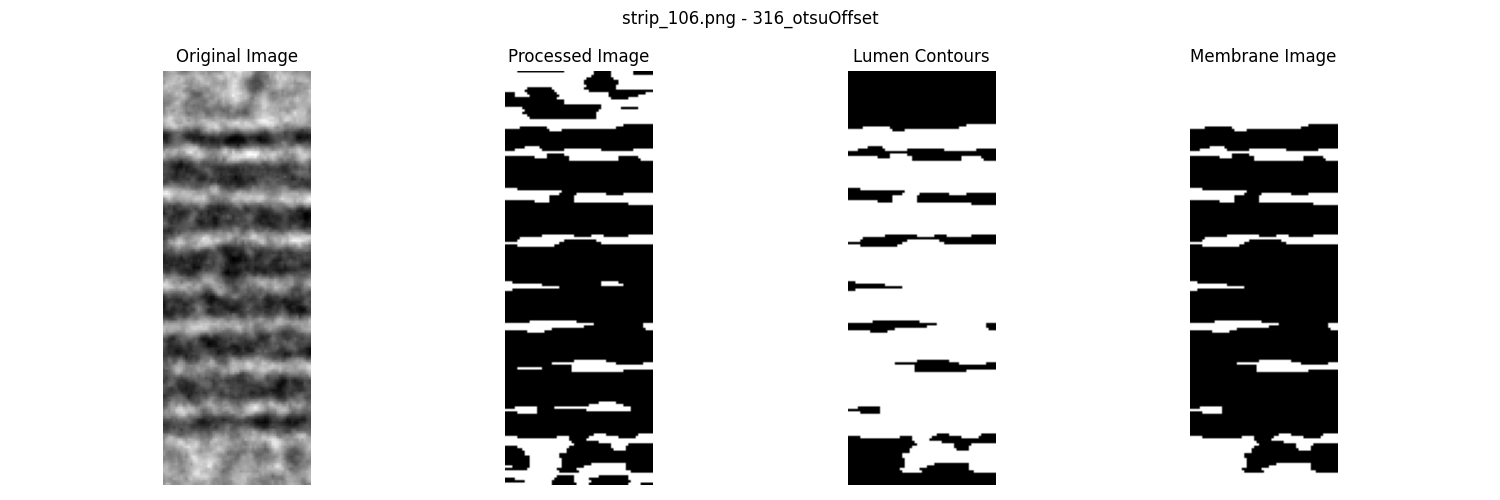 strip_106.png - 316_otsuOffset
Original Image
Processed Image
Lumen Contours
Membrane Image